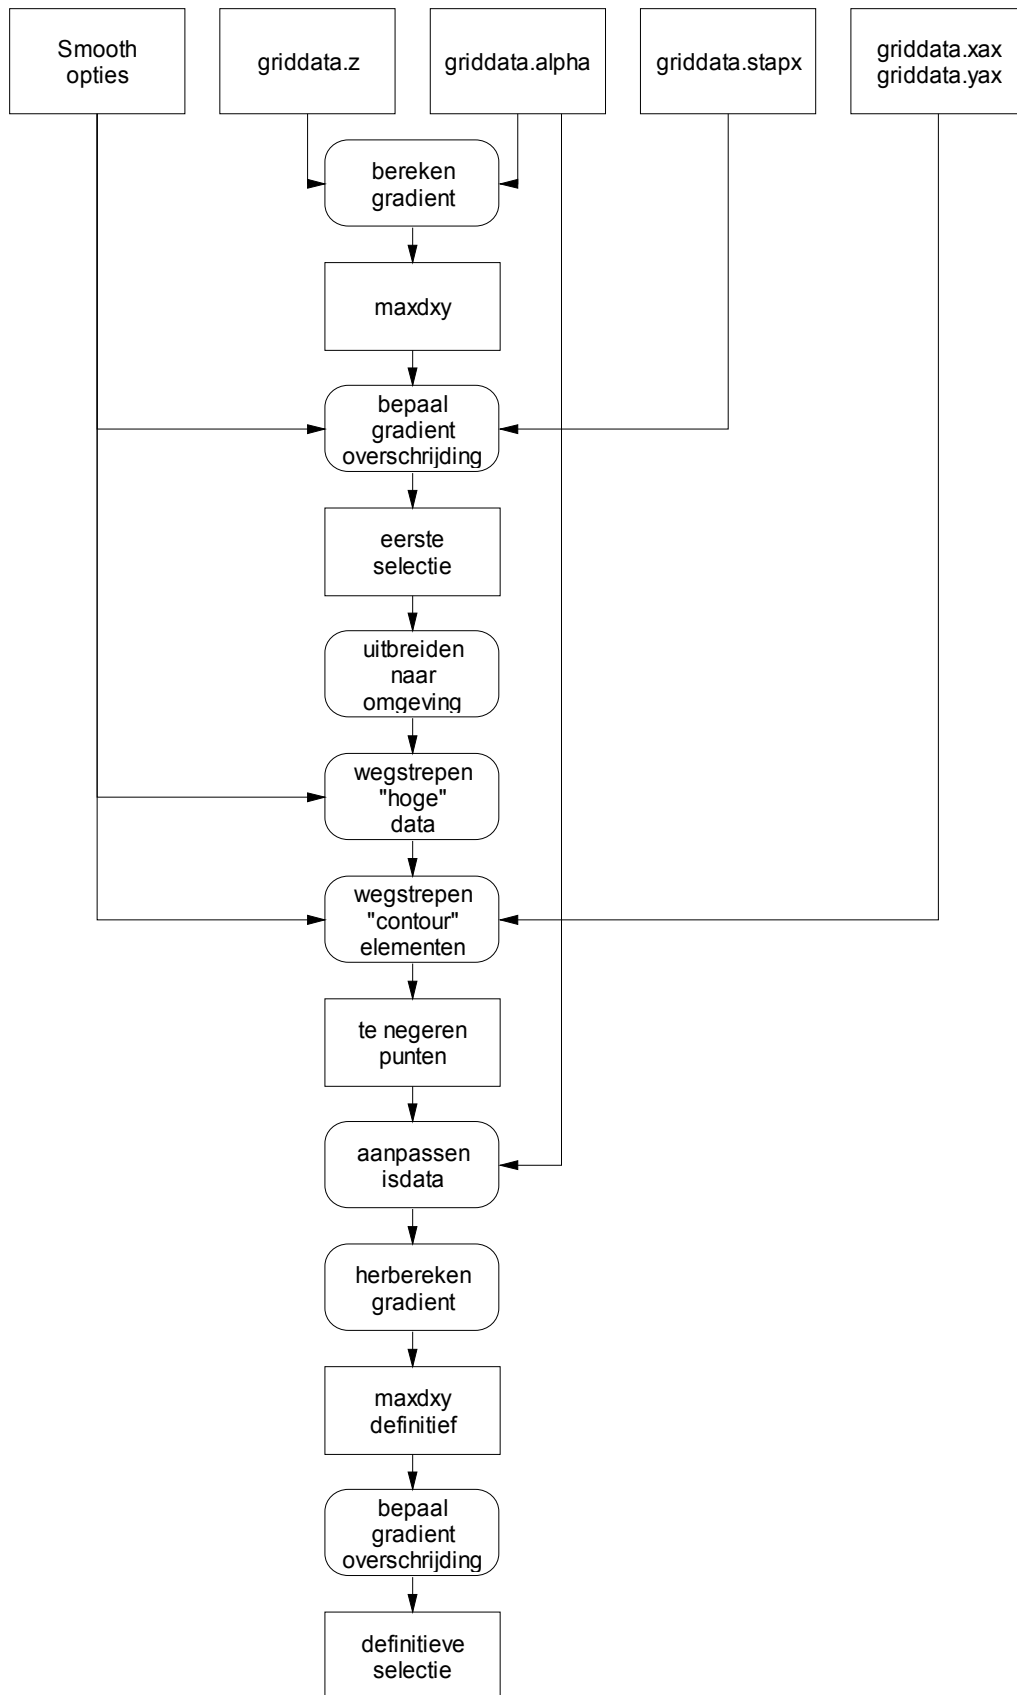 Smooth
opties
griddata.z
griddata.alpha
griddata.stapx
griddata.xax
griddata.yax
bereken
gradient
maxdxy
bepaal
gradient
overschrijding
eerste
selectie
uitbreiden
naar
omgeving
wegstrepen
"hoge"
data
wegstrepen
"contour"
elementen
te negeren
punten
aanpassen
isdata
herbereken
gradient
maxdxy
definitief
bepaal
gradient
overschrijding
definitieve
selectie